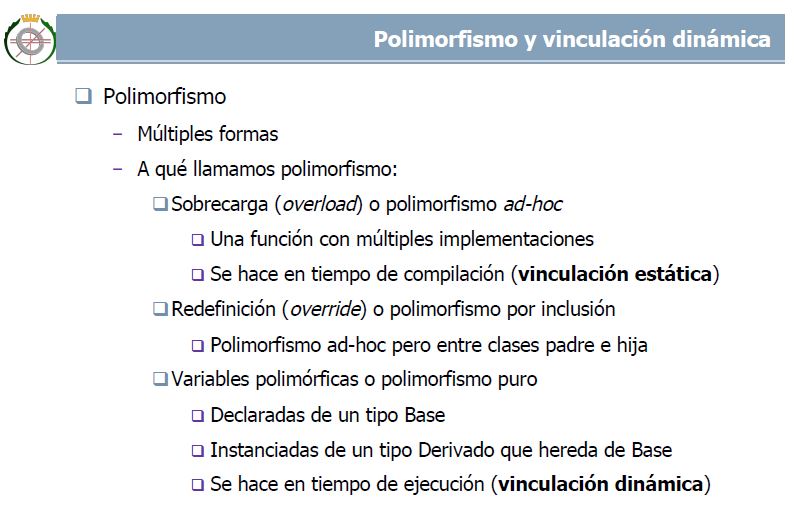 Polimorfismo y vinculación dinámica
Polimorfismo
– Múltiples formas
– A qué llamamos polimorfismo:
Sobrecarga (overload) o polimorfismo ad-hoc
Una función con múltiples implementaciones
Se hace en tiempo de compilación (vinculación estática)
Redefinición (override) o polimorfismo por inclusión
Polimorfismo ad-hoc pero entre clases padre e hija
Variables polimórficas o polimorfismo puro
Declaradas de un tipo Base
Instanciadas de un tipo Derivado que hereda de Base
Se hace en tiempo de ejecución (vinculación dinámica)